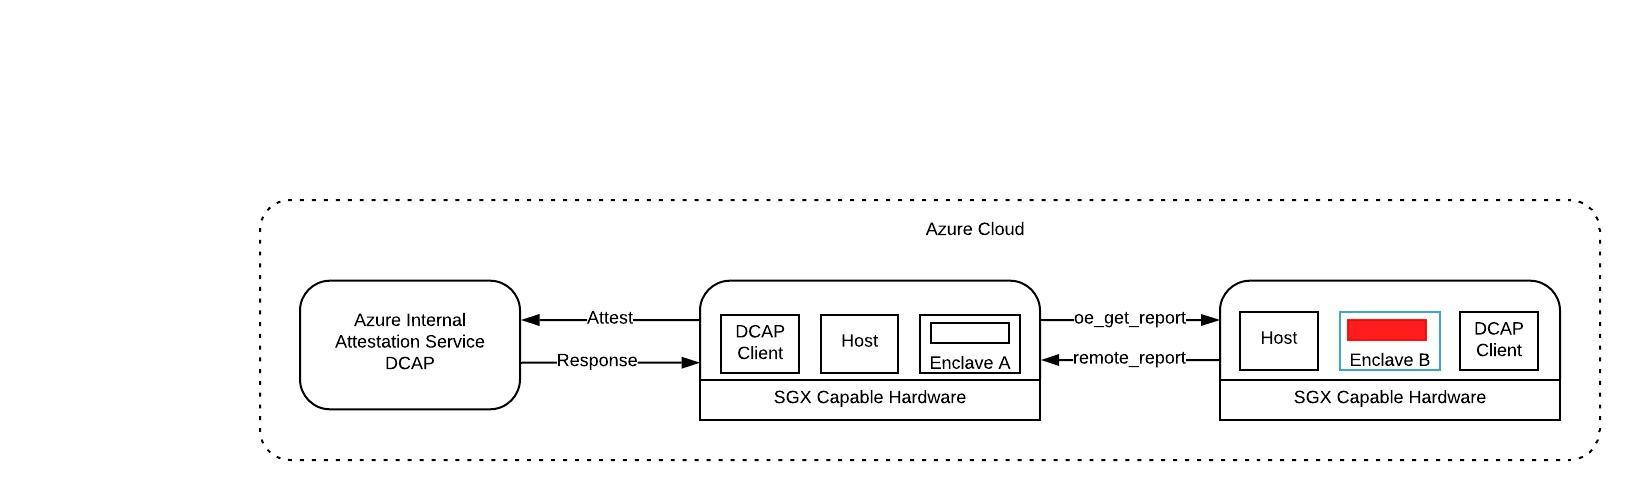 Azure Cloud
Azure Internal
Attestation Service
DCAP
Attest
Response
DCAP
Client
Host
Enclave A
SGX Capable Hardware
oe_get_report
remote_report
Host
Enclave B
DCAP
Client
SGX Capable Hardware